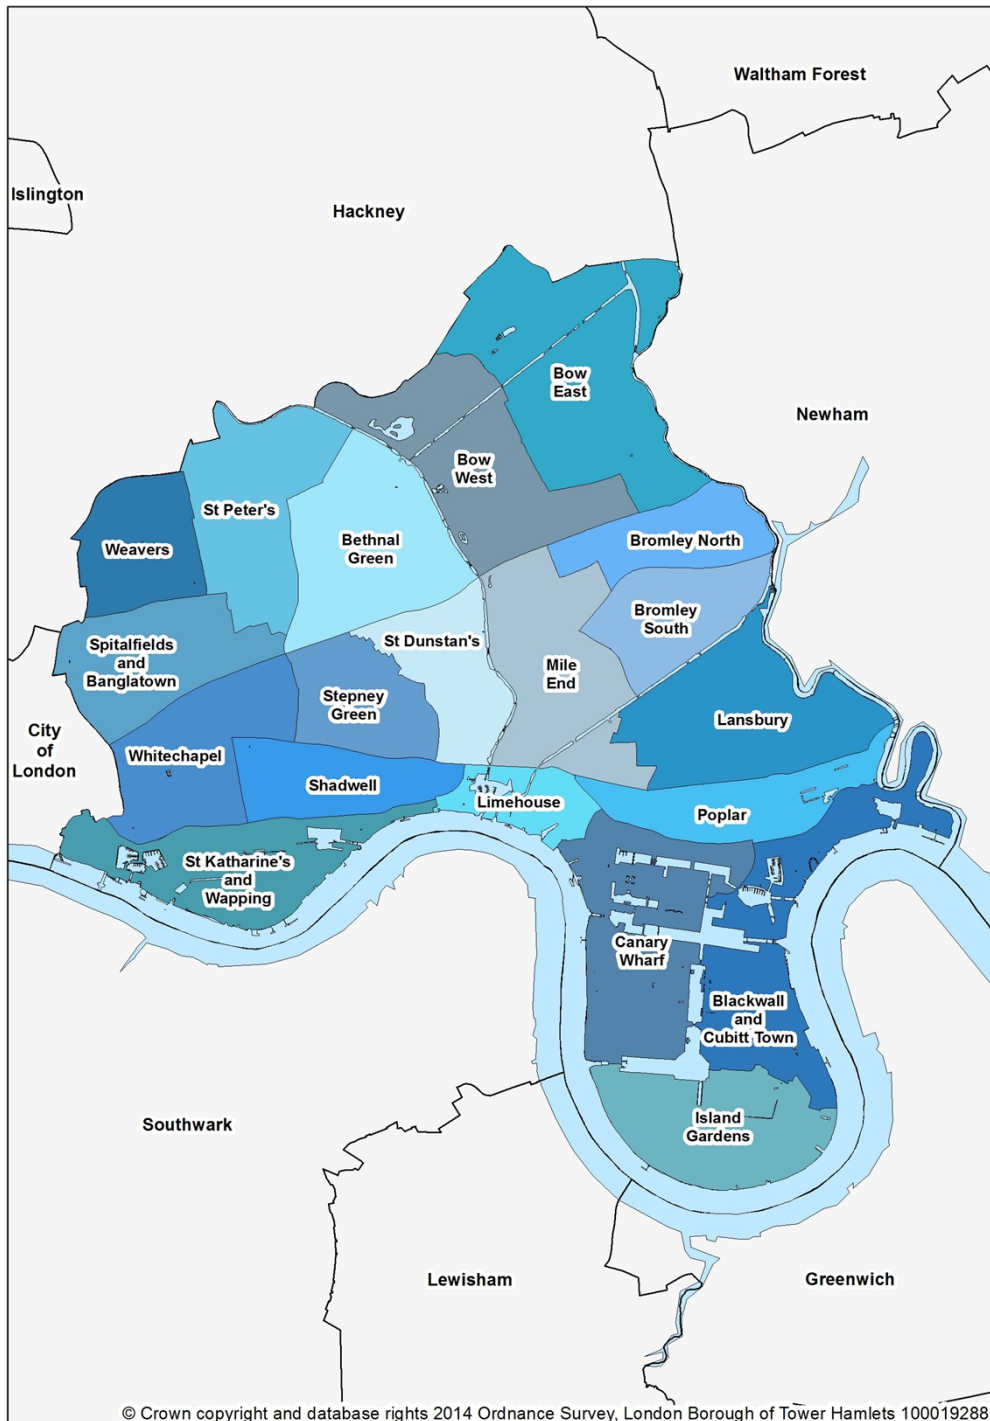 Waltham Forest
Islington
Hackney
Bow
East
Newham
Bow
West
St Peter's
Weavers
Bethnal
Green
Bromley North
Bromley
South
St Dunstan's
Spitalfields
and
Banglatown
Mile
End
Stepney
Green
Lansbury
City
of
London
Whitechapel
Shadwell
Limehouse
Poplar
St Katharine's
and
Wapping
Canary
Wharf
Blackwall
and
Cubitt Town
Island
Gardens
Southwark
Lewisham
Greenwich
© Crown copyright and database rights 2014 Ordnance Survey, London Borough of Tower Hamlets 100019288